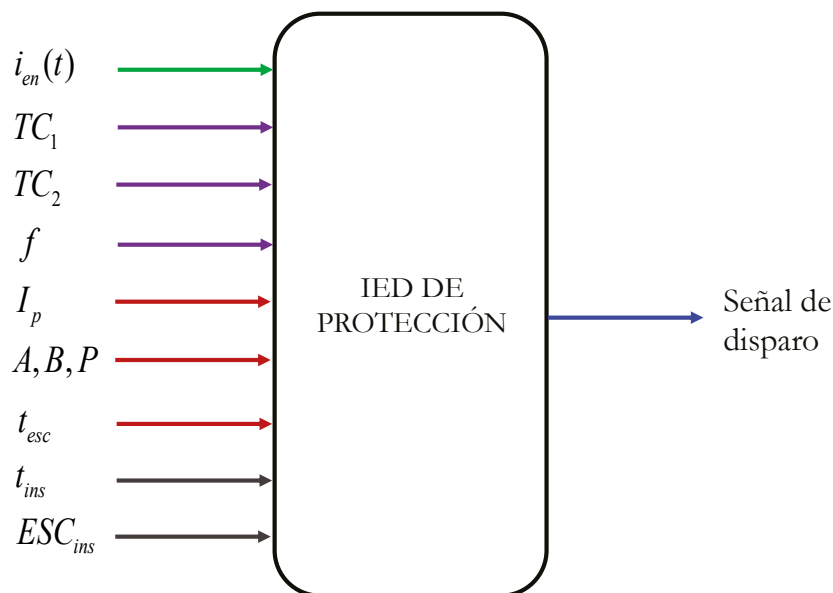 i_en(t)
TC_1
TC_2
f
I_p
A, B, P
t_esc
t_ins
ESC_ins
IED DE
PROTECCIÓN
Señal de
disparo